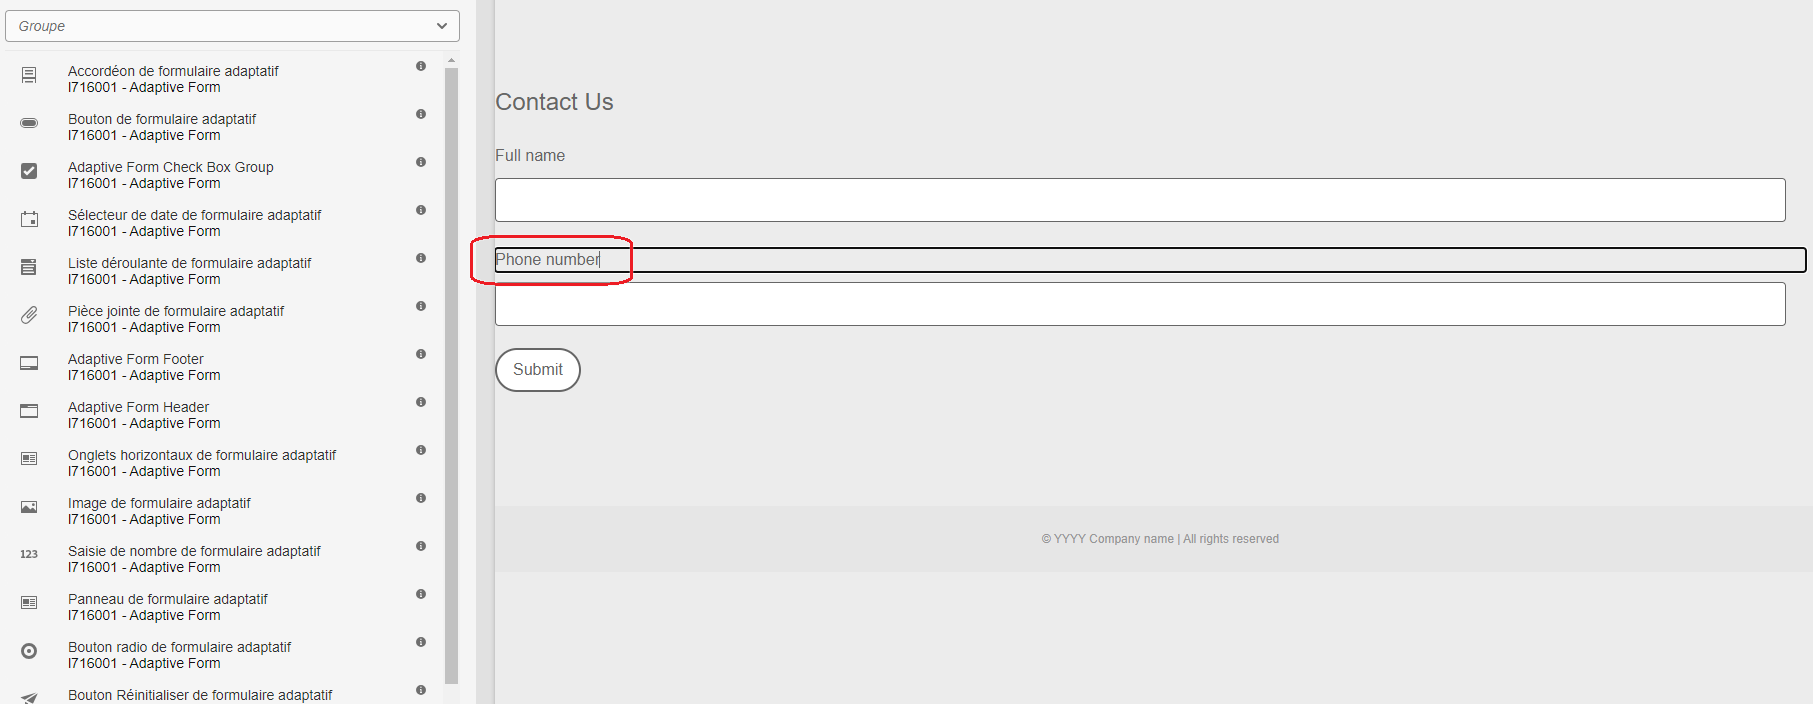 Groupe
Accordéon de formulaire adaptatif
I716001 - Adaptive Form
Bouton de formulaire adaptatif
I716001 - Adaptive Form
Adaptive Form Check Box Group
I716001 - Adaptive Form
Sélecteur de date de formulaire adaptatif
I716001 - Adaptive Form
Liste déroulante de formulaire adaptatif
I716001 - Adaptive Form
Pièce jointe de formulaire adaptatif
I716001 - Adaptive Form
Adaptive Form Footer
I716001 - Adaptive Form
Adaptive Form Header
I716001 - Adaptive Form
Onglets horizontaux de formulaire adaptatif
I716001 - Adaptive Form
Image de formulaire adaptatif
I716001 - Adaptive Form
123
Saisie de nombre de formulaire adaptatif
I716001 - Adaptive Form
Panneau de formulaire adaptatif
I716001 - Adaptive Form
Bouton radio de formulaire adaptatif
I716001 - Adaptive Form
Bouton Réinitialiser de formulaire adaptatif
Contact Us
Full name
Phone number
Submit
© YYYY Company name | All rights reserved